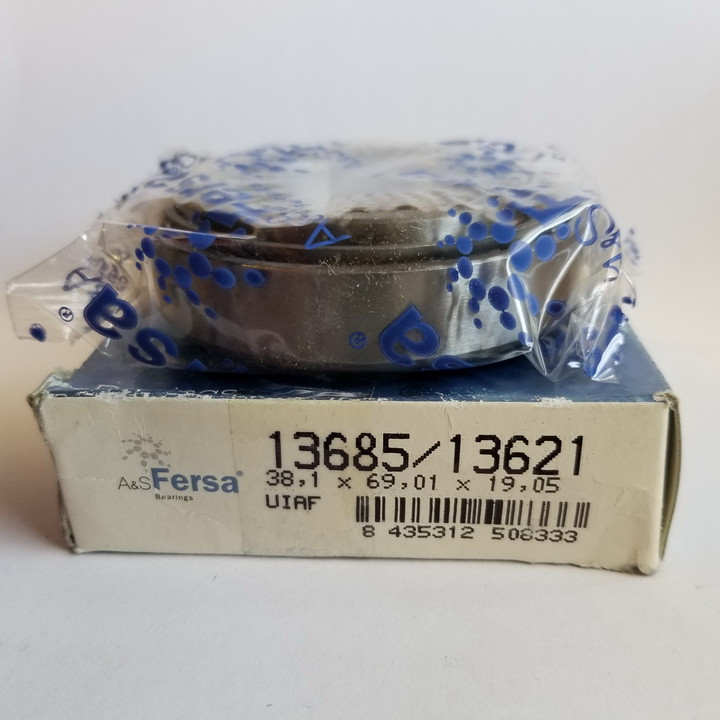 13685/13621
38,1 x 69,01 x 19,05
A&S Fersa
Bearings
UIAF
8 435312 508333